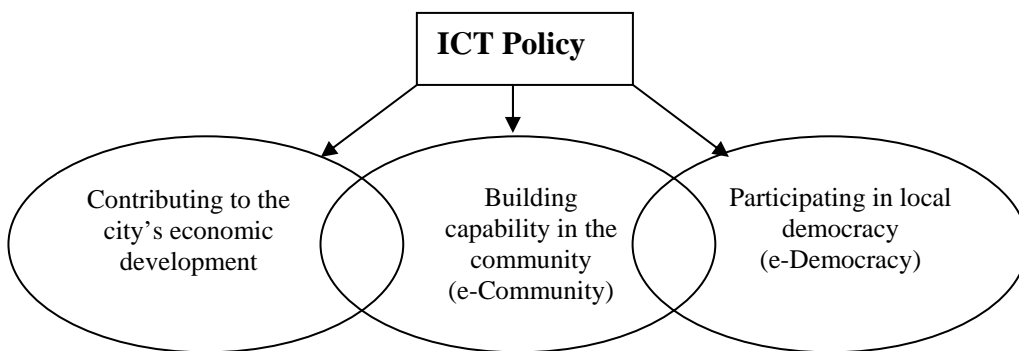 ICT Policy
Contributing to the
city’s economic
development
Building
capability in the
community
(e-Community)
Participating in local
democracy
(e-Democracy)